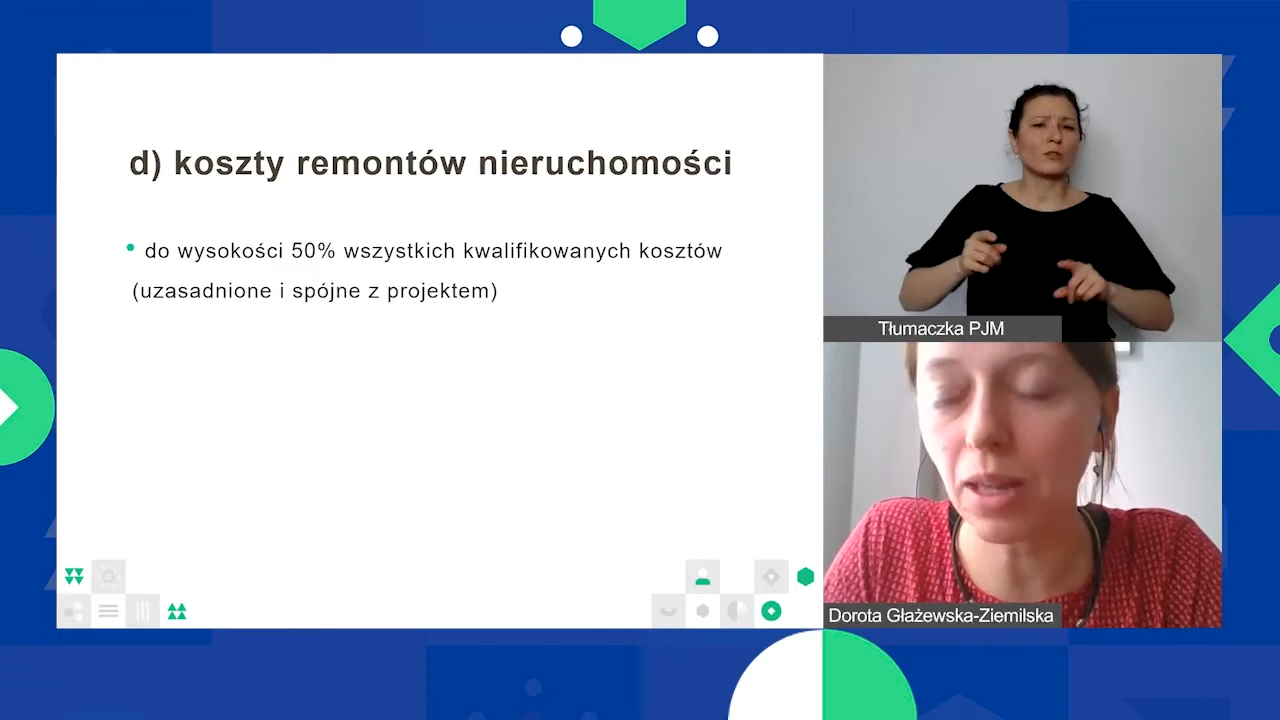 d) koszty remontów nieruchomości
• do wysokości 50% wszystkich kwalifikowanych kosztów
(uzasadnione i spójne z projektem)
Tłumaczka PJM
Dorota Głażewska-Ziemilska